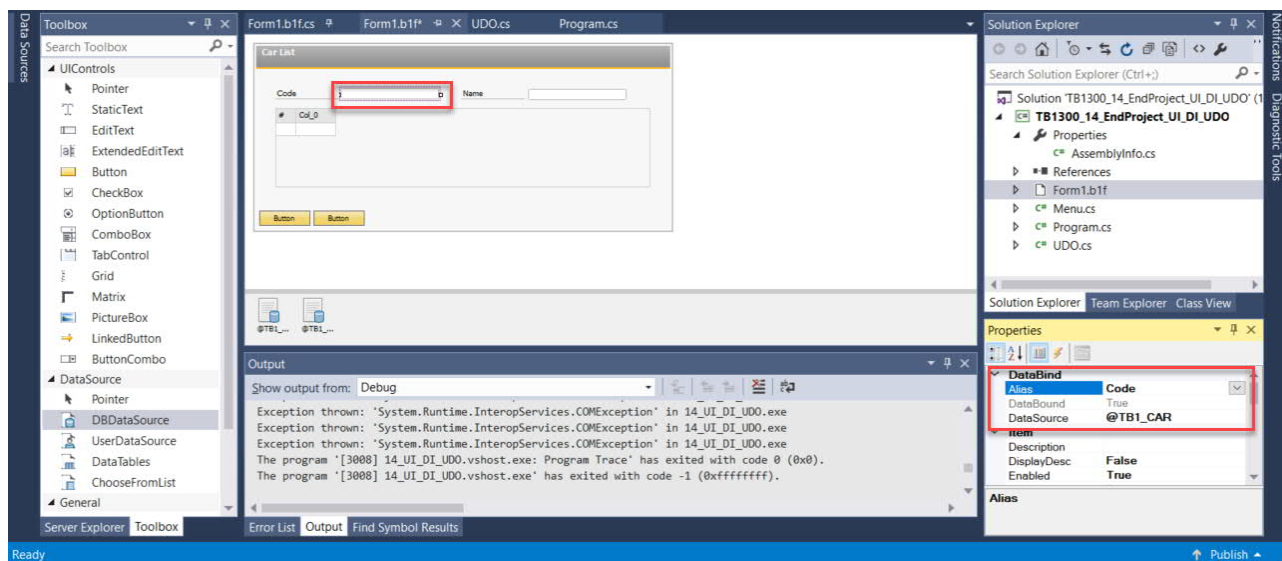 Data Sources
Toolbox
Search Toolbox
UIControls
Pointer
StaticText
EditText
ExtendedEditText
Button
CheckBox
OptionButton
ComboBox
TabControl
Grid
Matrix
PictureBox
LinkedButton
ButtonCombo
DataSource
Pointer
DBDataSource
UserDataSource
DataTables
ChooseFromList
General
Server Explorer Toolbox
Form1.b1f.cs Form1.b1f* UDO.cs Program.cs
Car List
Code Name
# Col_0
Button Button
@TB1_... @TB1_...
Output
Show output from: Debug
Exception thrown: 'System.Runtime.InteropServices.COMException' in 14_UI_DI_UDO.exe
Exception thrown: 'System.Runtime.InteropServices.COMException' in 14_UI_DI_UDO.exe
Exception thrown: 'System.Runtime.InteropServices.COMException' in 14_UI_DI_UDO.exe
The program '[3008] 14_UI_DI_UDO.vshost.exe: Program Trace' has exited with code 0 (0x0).
The program '[3008] 14_UI_DI_UDO.vshost.exe' has exited with code -1 (0xffffffff).
Error List Output Find Symbol Results
Solution Explorer
Search Solution Explorer (Ctrl+;)
Solution 'TB1300_14_EndProject_UI_DI_UDO' (1
TB1300_14_EndProject_UI_DI_UDO
Properties
AssemblyInfo.cs
References
Form1.b1f
Menu.cs
Program.cs
UDO.cs
Solution Explorer Team Explorer Class View
Properties
DataBind
Alias Code
DataBound True
DataSource @TB1_CAR
Item
Description
DisplayDesc False
Enabled True
Alias
Notifications
Diagnostic Tools
Ready
Publish